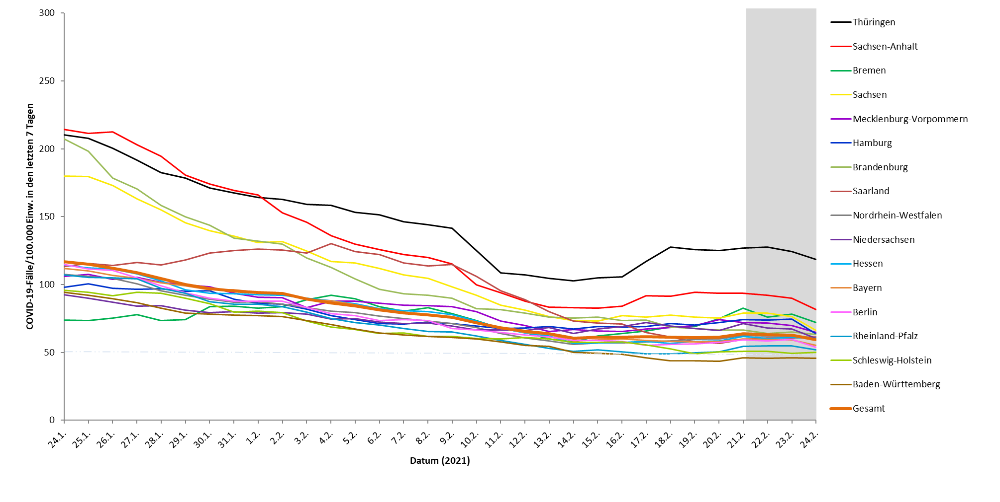 300
250
200
150
100
50
0
COVID-19-Fälle/100.000 Einw. in den letzten 7 Tagen
24.1.
25.1.
26.1.
27.1.
28.1.
29.1.
30.1.
31.1.
1.2.
2.2.
3.2.
4.2.
5.2.
6.2.
7.2.
8.2.
9.2.
10.2.
11.2.
12.2.
13.2.
14.2.
15.2.
16.2.
17.2.
18.2.
19.2.
20.2.
21.2.
22.2.
23.2.
24.2.
Datum (2021)
Thüringen
Sachsen-Anhalt
Bremen
Sachsen
Mecklenburg-Vorpommern
Hamburg
Brandenburg
Saarland
Nordrhein-Westfalen
Niedersachsen
Hessen
Bayern
Berlin
Rheinland-Pfalz
Schleswig-Holstein
Baden-Württemberg
Gesamt